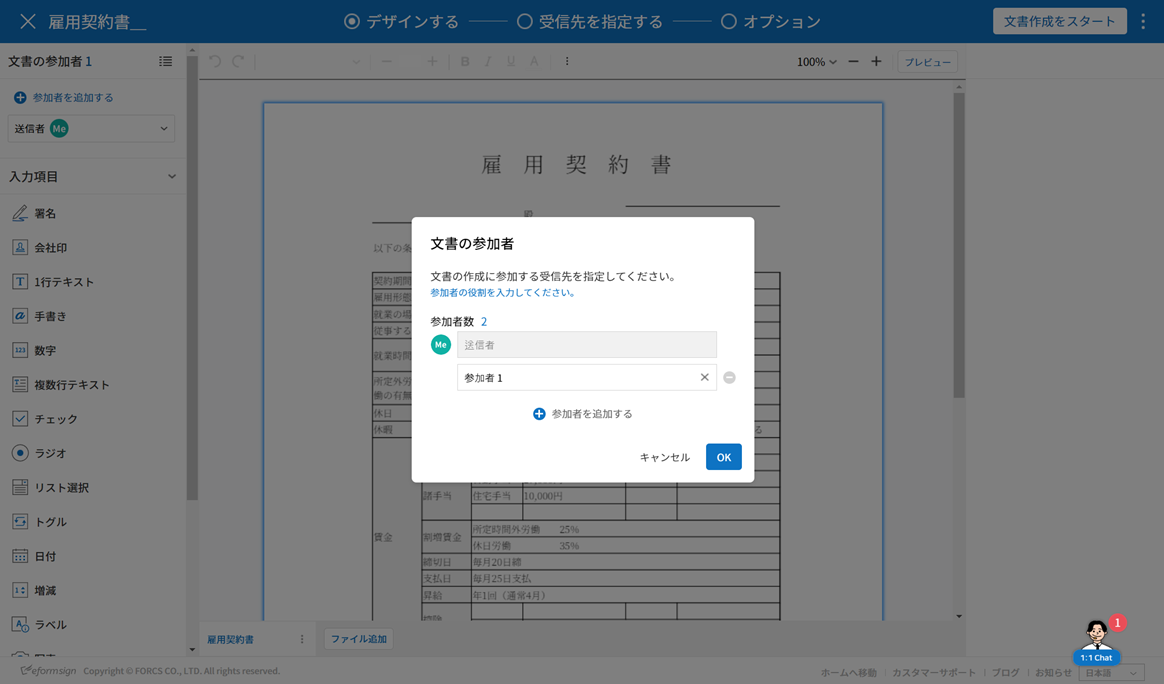 雇用契約書__
デザインする
受信先を指定する
オプション
文書作成をスタート
文書の参加者 1
100%
プレビュー
参加者を追加する
送信者 Me
入力項目
署名
会社印
1行テキスト
手書き
数字
複数行テキスト
チェック
ラジオ
リスト選択
トグル
日付
増減
ラベル
雇 用 契 約 書
殿
以下の条
契約期間
雇用形態
就業の場
従事する
就業時間
所定外労
働の有無
休日
休暇
る
文書の参加者
文書の作成に参加する受信先を指定してください。
参加者の役割を入力してください。
参加者数 2
Me 送信者
参加者 1
参加者を追加する
キャンセル
OK
諸手当 住宅手当 10,000円
賃金
割増賃金
所定時間外労働 25%
休日労働 35%
締切日 毎月20日締
支払日 毎月25日支払
昇給 年1回（通常4月）
控除
雇用契約書
ファイル追加
1
1:1 Chat
eformsign Copyright © FORCS CO., LTD. All rights reserved.
ホームへ移動 カスタマーサポート ブログ お知らせ 日本語